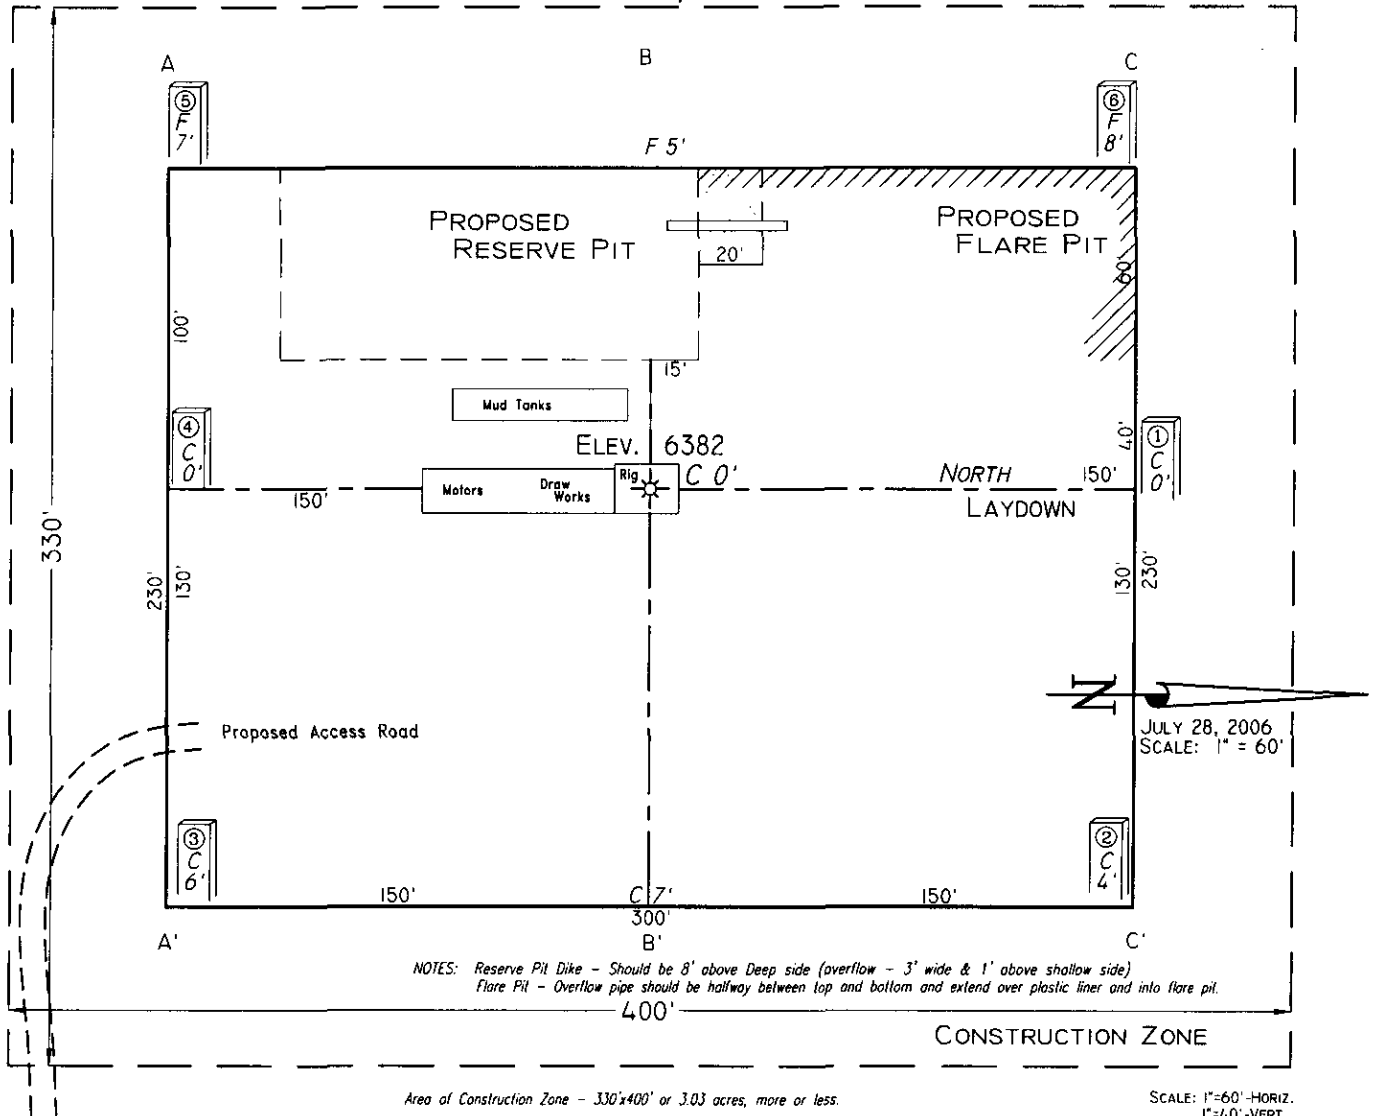 A
B
C
⑤
F
7'
⑥
F
8'
F 5'
PROPOSED
RESERVE PIT
PROPOSED
FLARE PIT
20'
60'
100'
15'
Mud Tanks
④
C
0'
ELEV. 6382
C 0'
40'
①
C
0'
Motors
Draw
Works
Rig
NORTH
150'
150'
LAYDOWN
330'
230'
130'
130'
230'
N
JULY 28, 2006
SCALE: 1" = 60'
Proposed Access Road
③
C
6'
②
C
4'
150'
C 7'
150'
300'
A'
B'
C'
NOTES: Reserve Pit Dike - Should be 8' above Deep side (overflow - 3' wide & 1' above shallow side)
Flare Pit - Overflow pipe should be halfway between top and bottom and extend over plastic liner and into flare pit.
400'
CONSTRUCTION ZONE
Area of Construction Zone - 330'x400' or 3.03 acres, more or less.
SCALE: 1"=60'-HORIZ.
1"=40'-VERT.